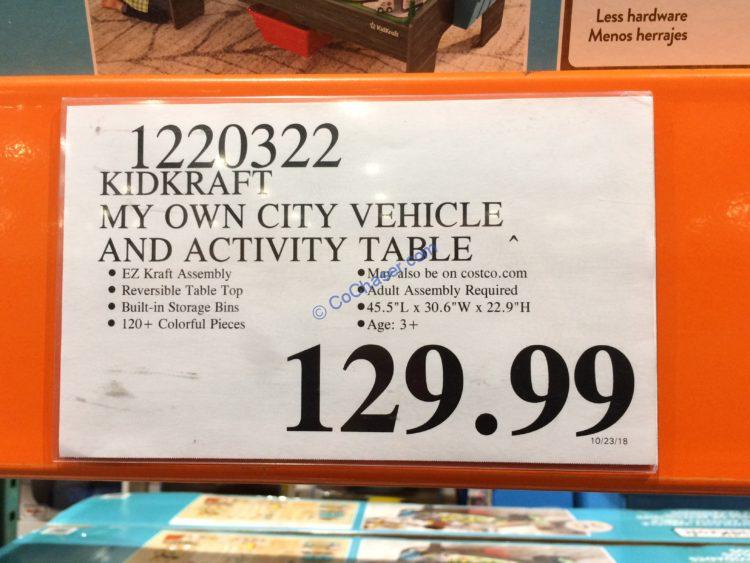 KidKraft
Less hardware
Menos herrajes
1220322
KIDKRAFT
MY OWN CITY VEHICLE
AND ACTIVITY TABLE ^
• EZ Kraft Assembly
• Reversible Table Top
• Built-in Storage Bins
• 120+ Colorful Pieces
• May also be on costco.com
• Adult Assembly Required
• 45.5"L x 30.6"W x 22.9"H
• Age: 3+
© CoChaser.com
129.99
10/23/18